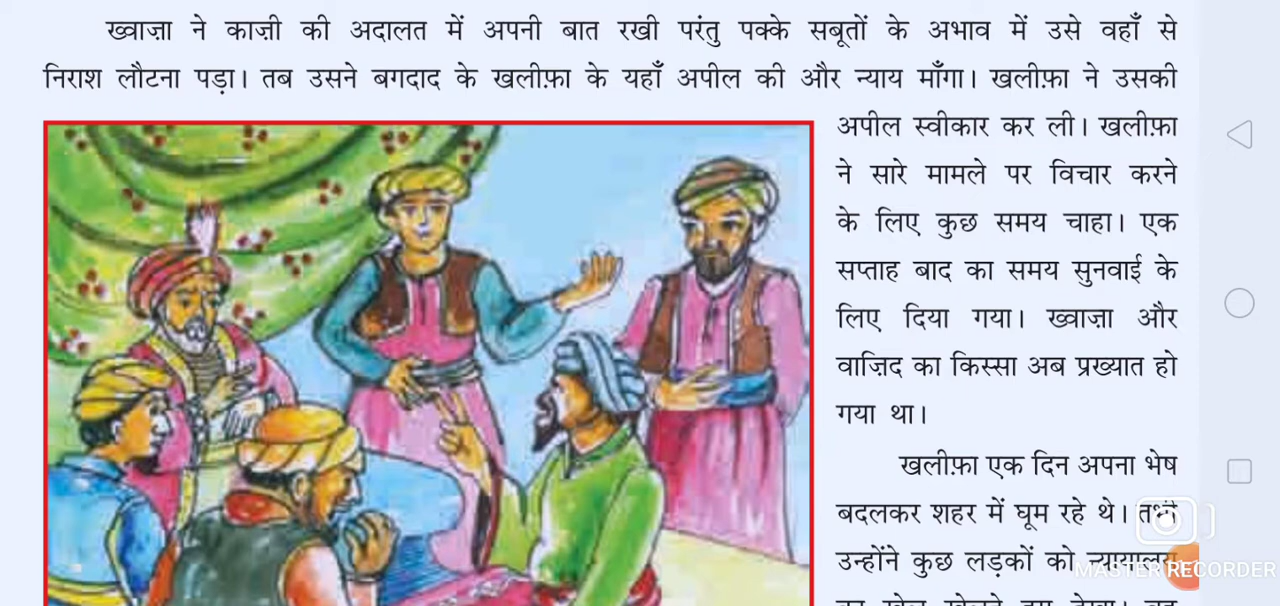 ख्वाज़ा ने काज़ी की अदालत में अपनी बात रखी परंतु पक्के सबूतों के अभाव में उसे वहाँ से
निराश लौटना पड़ा। तब उसने बगदाद के खलीफ़ा के यहाँ अपील की और न्याय माँगा। खलीफ़ा ने उसकी
अपील स्वीकार कर ली। खलीफ़ा
ने सारे मामले पर विचार करने
के लिए कुछ समय चाहा। एक
सप्ताह बाद का समय सुनवाई के
लिए दिया गया। ख्वाज़ा और
वाज़िद का किस्सा अब प्रख्यात हो
गया था।
खलीफ़ा एक दिन अपना भेष
बदलकर शहर में घूम रहे थे। तभी
उन्होंने कुछ लड़कों को न्यायालय
MASTER RECORDER